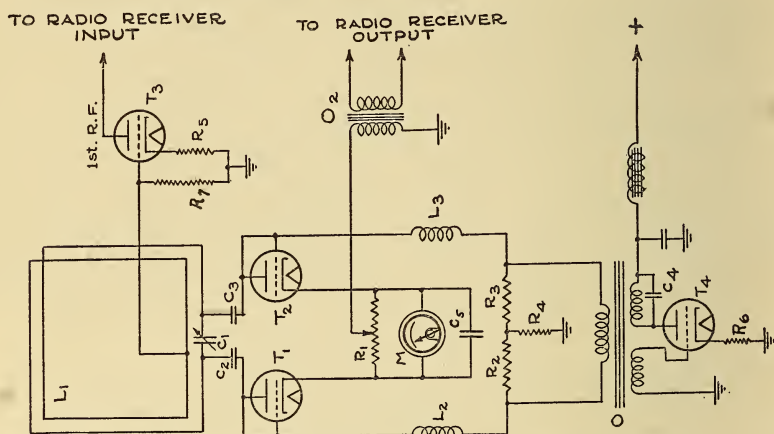 TO RADIO RECEIVER
INPUT
TO RADIO RECEIVER
OUTPUT
+
1st. R.F.
T3
R5
R7
O2
L1
C3
C1
C2
T2
T1
L3
L2
R1
M
C5
R3
R4
R2
C4
T4
R6
O